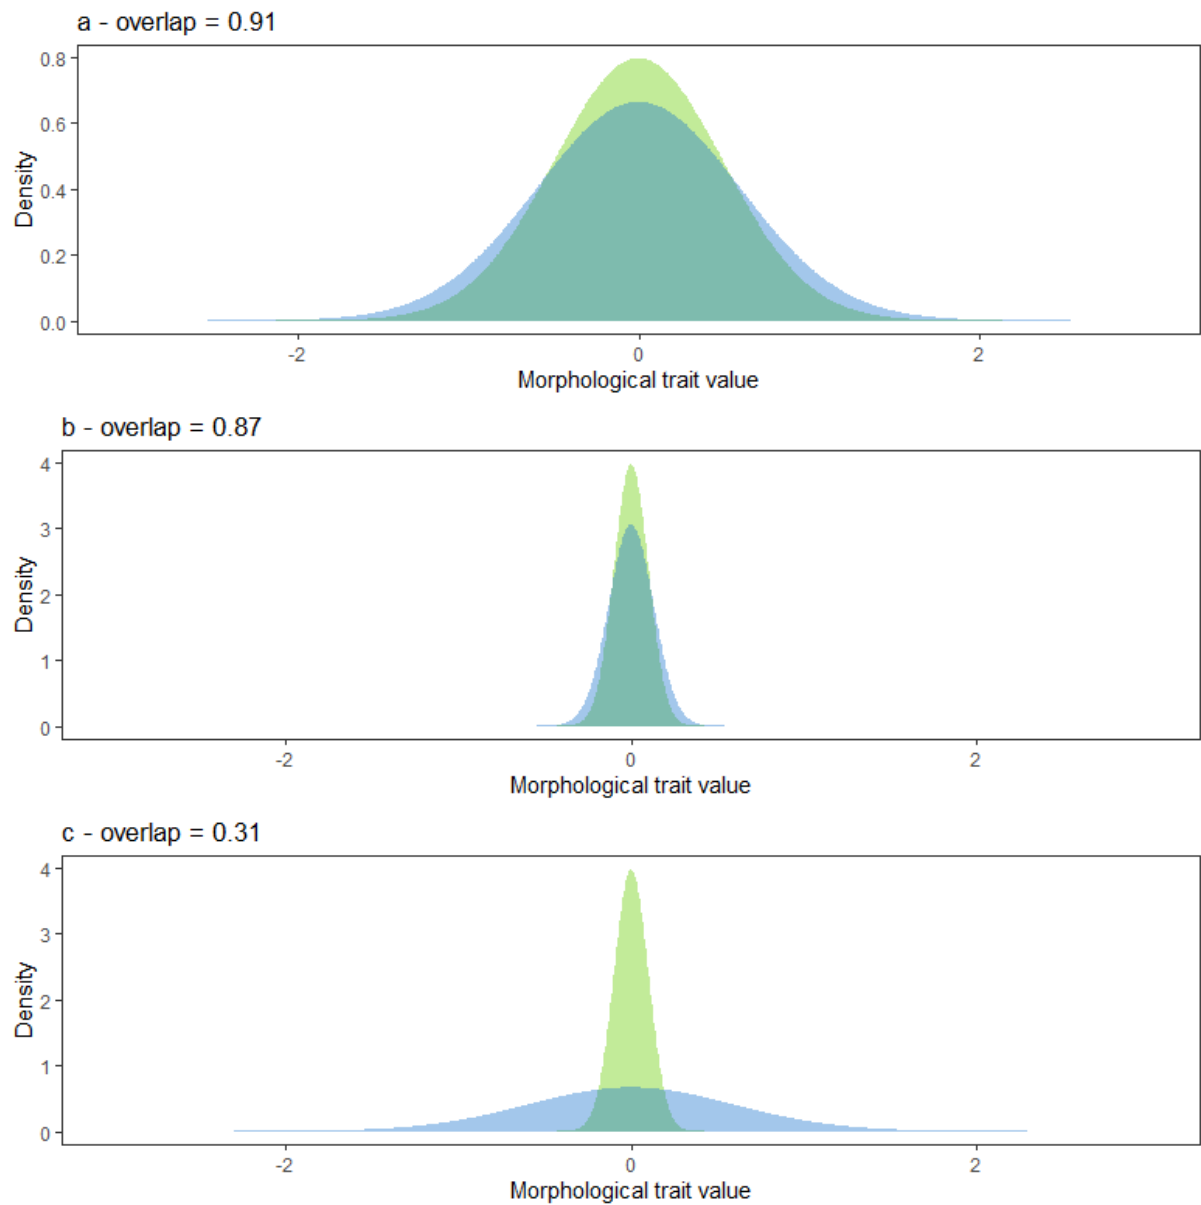 a - overlap = 0.91
0.8
0.6
0.4
0.2
0.0
Density
-2 0 2
Morphological trait value
b - overlap = 0.87
4
3
2
1
0
Density
-2 0 2
Morphological trait value
c - overlap = 0.31
4
3
2
1
0
Density
-2 0 2
Morphological trait value